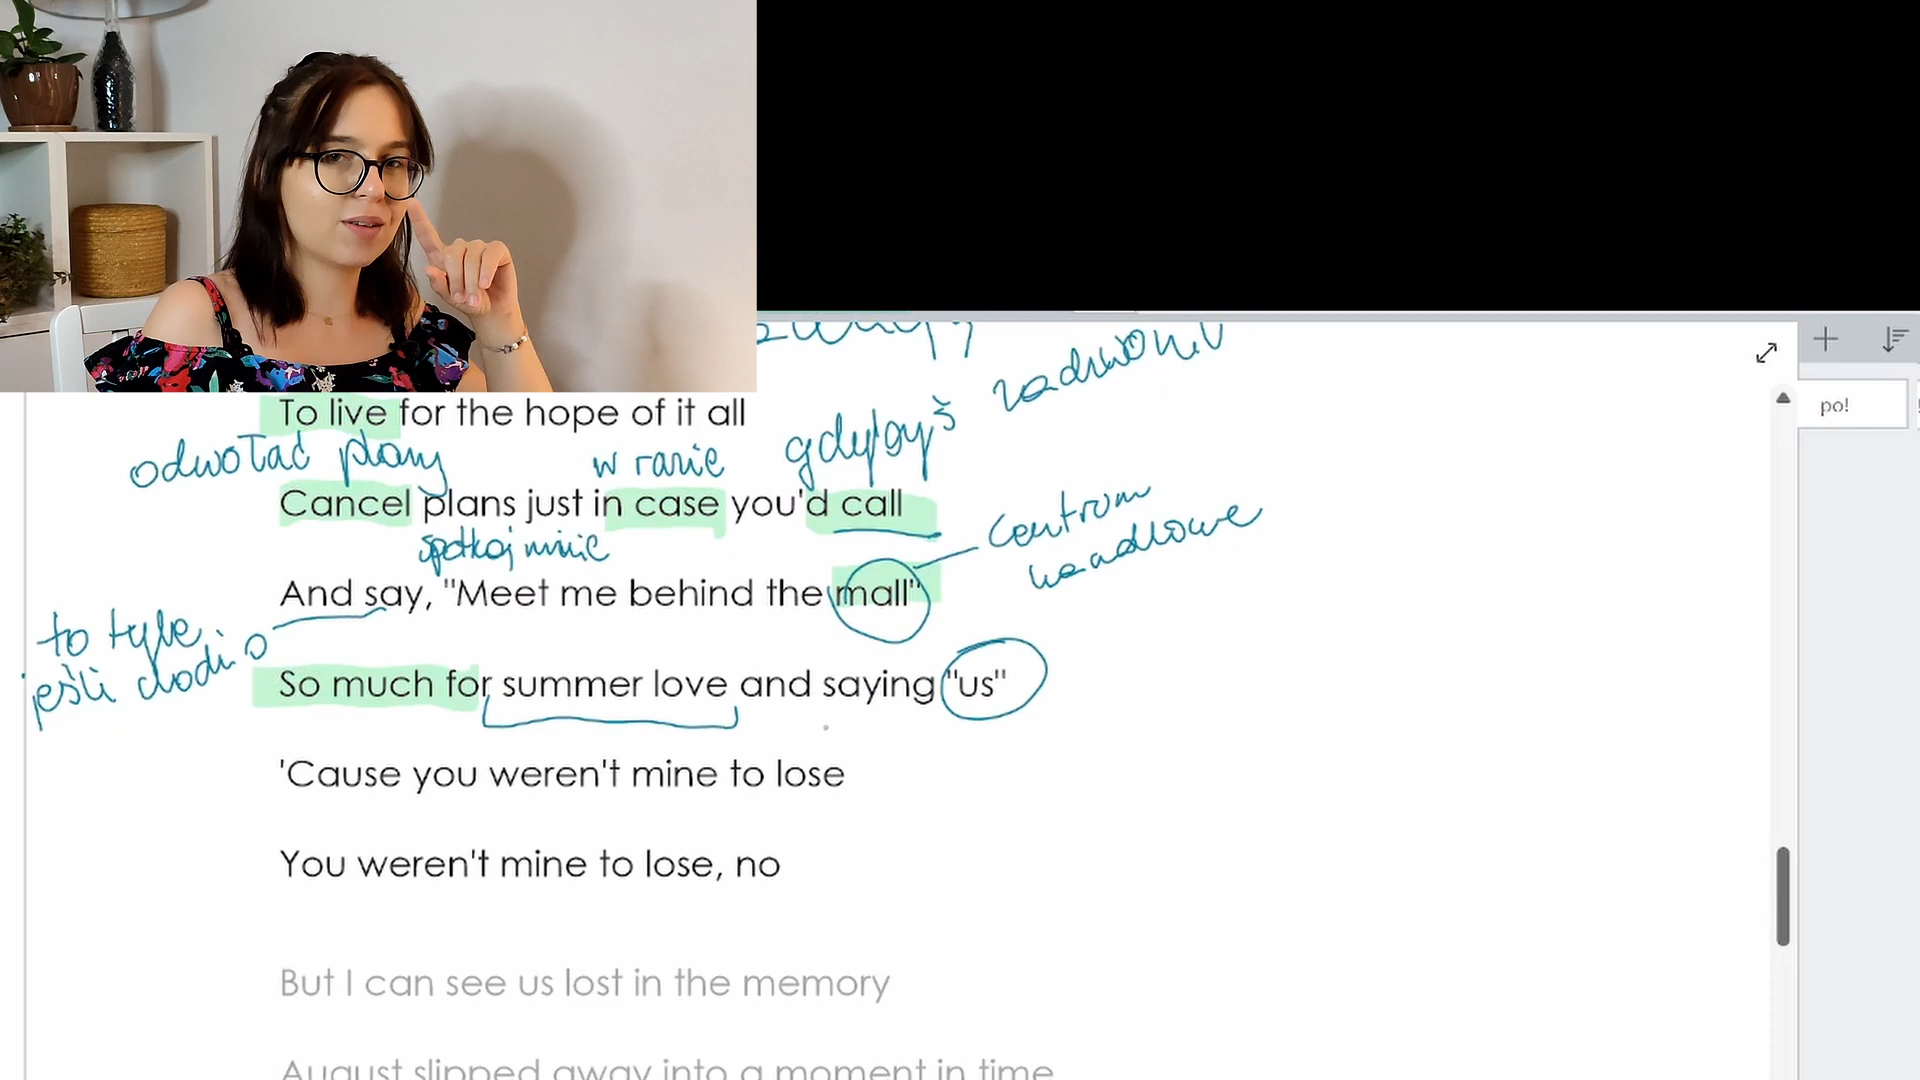 zadzwonił
po!
To live for the hope of it all
odwołać plany w razie gdybyś
Cancel plans just in case you'd call
centrum
handlowe
spotkaj mnie
And say, "Meet me behind the mall"
to tyle
jeśli chodzi o
So much for summer love and saying "us"
'Cause you weren't mine to lose
You weren't mine to lose, no
But I can see us lost in the memory
August slipped away into a moment in time